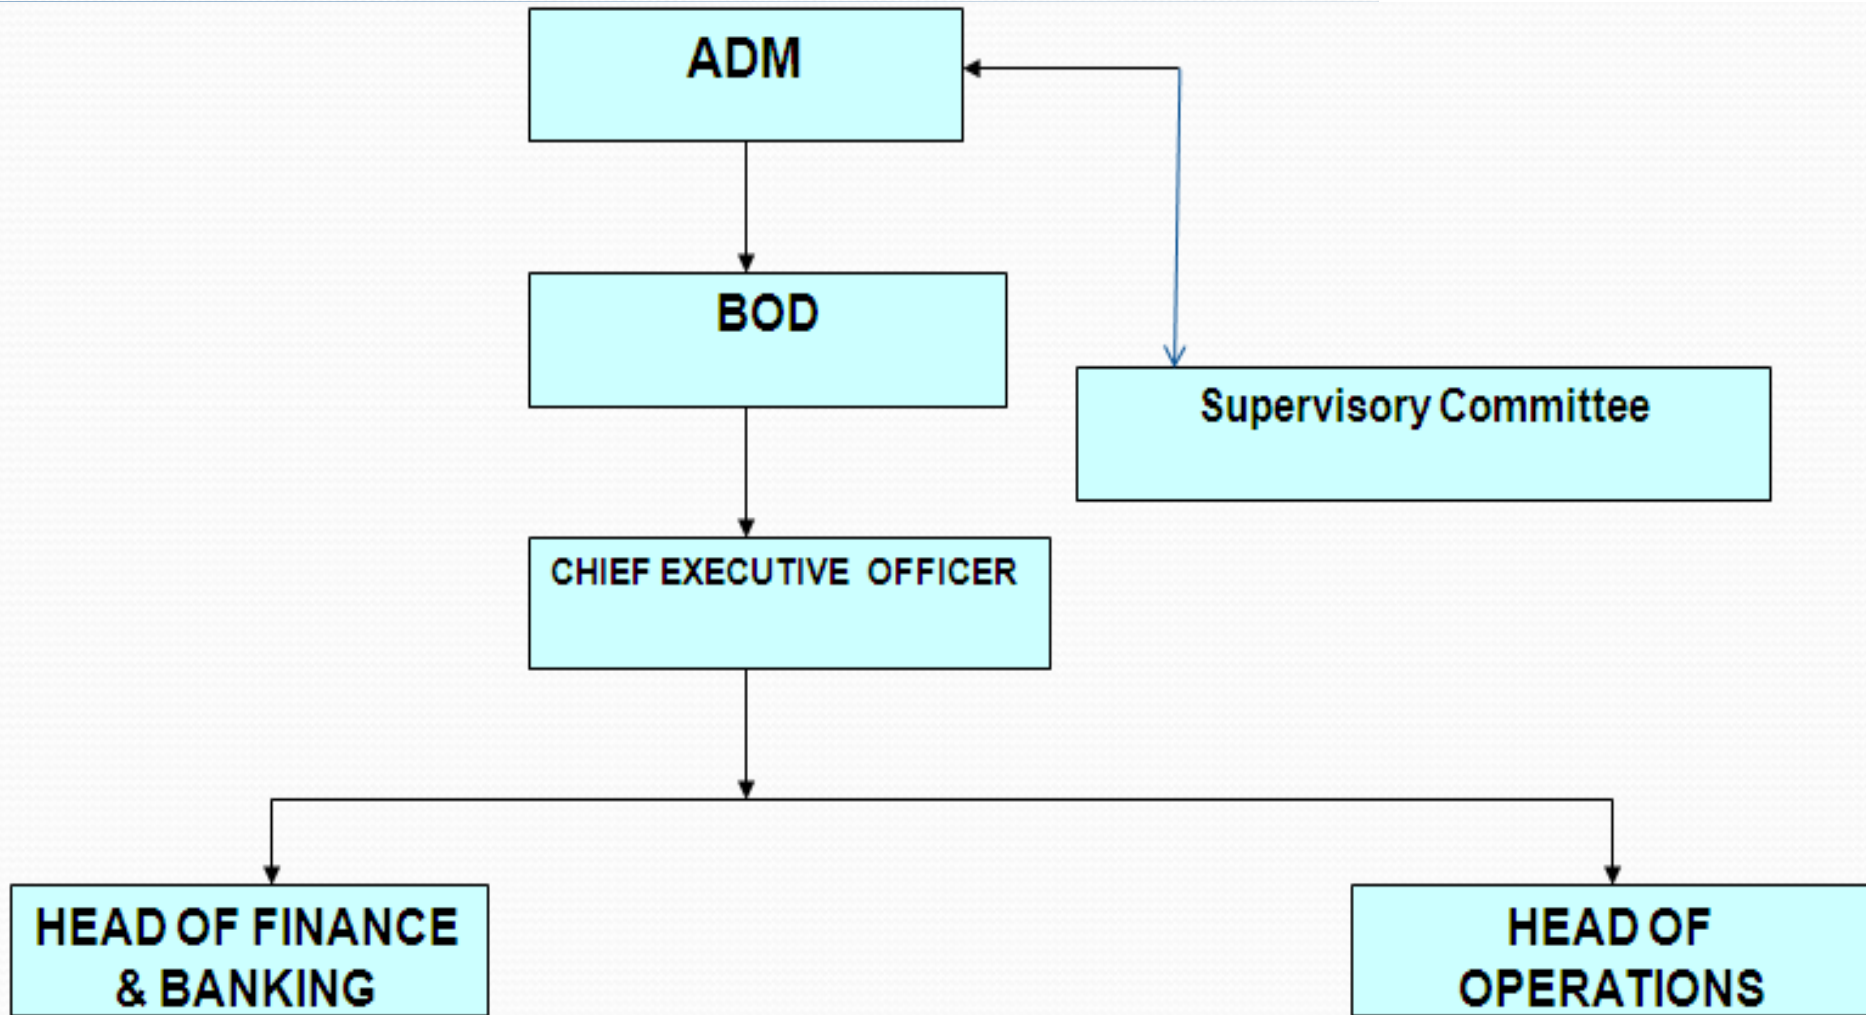 ADM
BOD
Supervisory Committee
CHIEF EXECUTIVE OFFICER
HEAD OF FINANCE
& BANKING
HEAD OF
OPERATIONS